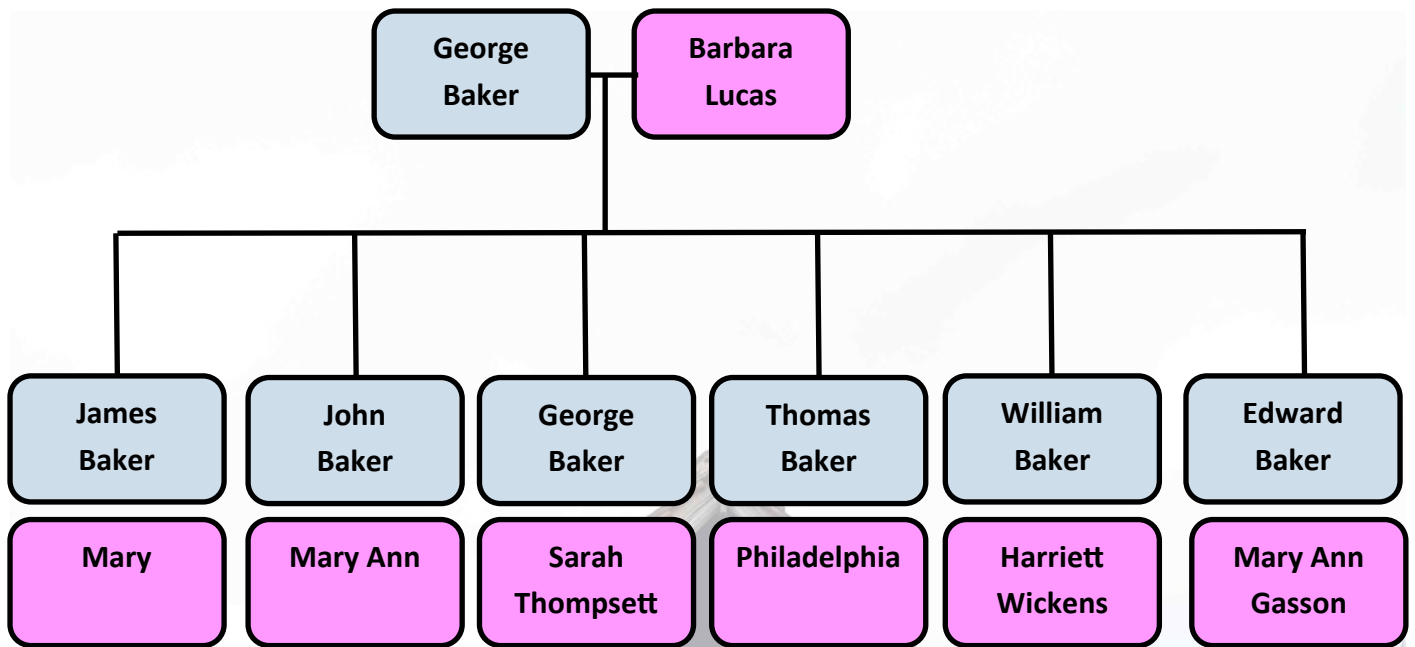 George
Baker
Barbara
Lucas
James
Baker
John
Baker
George
Baker
Thomas
Baker
William
Baker
Edward
Baker
Mary
Mary Ann
Sarah
Thompsett
Philadelphia
Harriett
Wickens
Mary Ann
Gasson